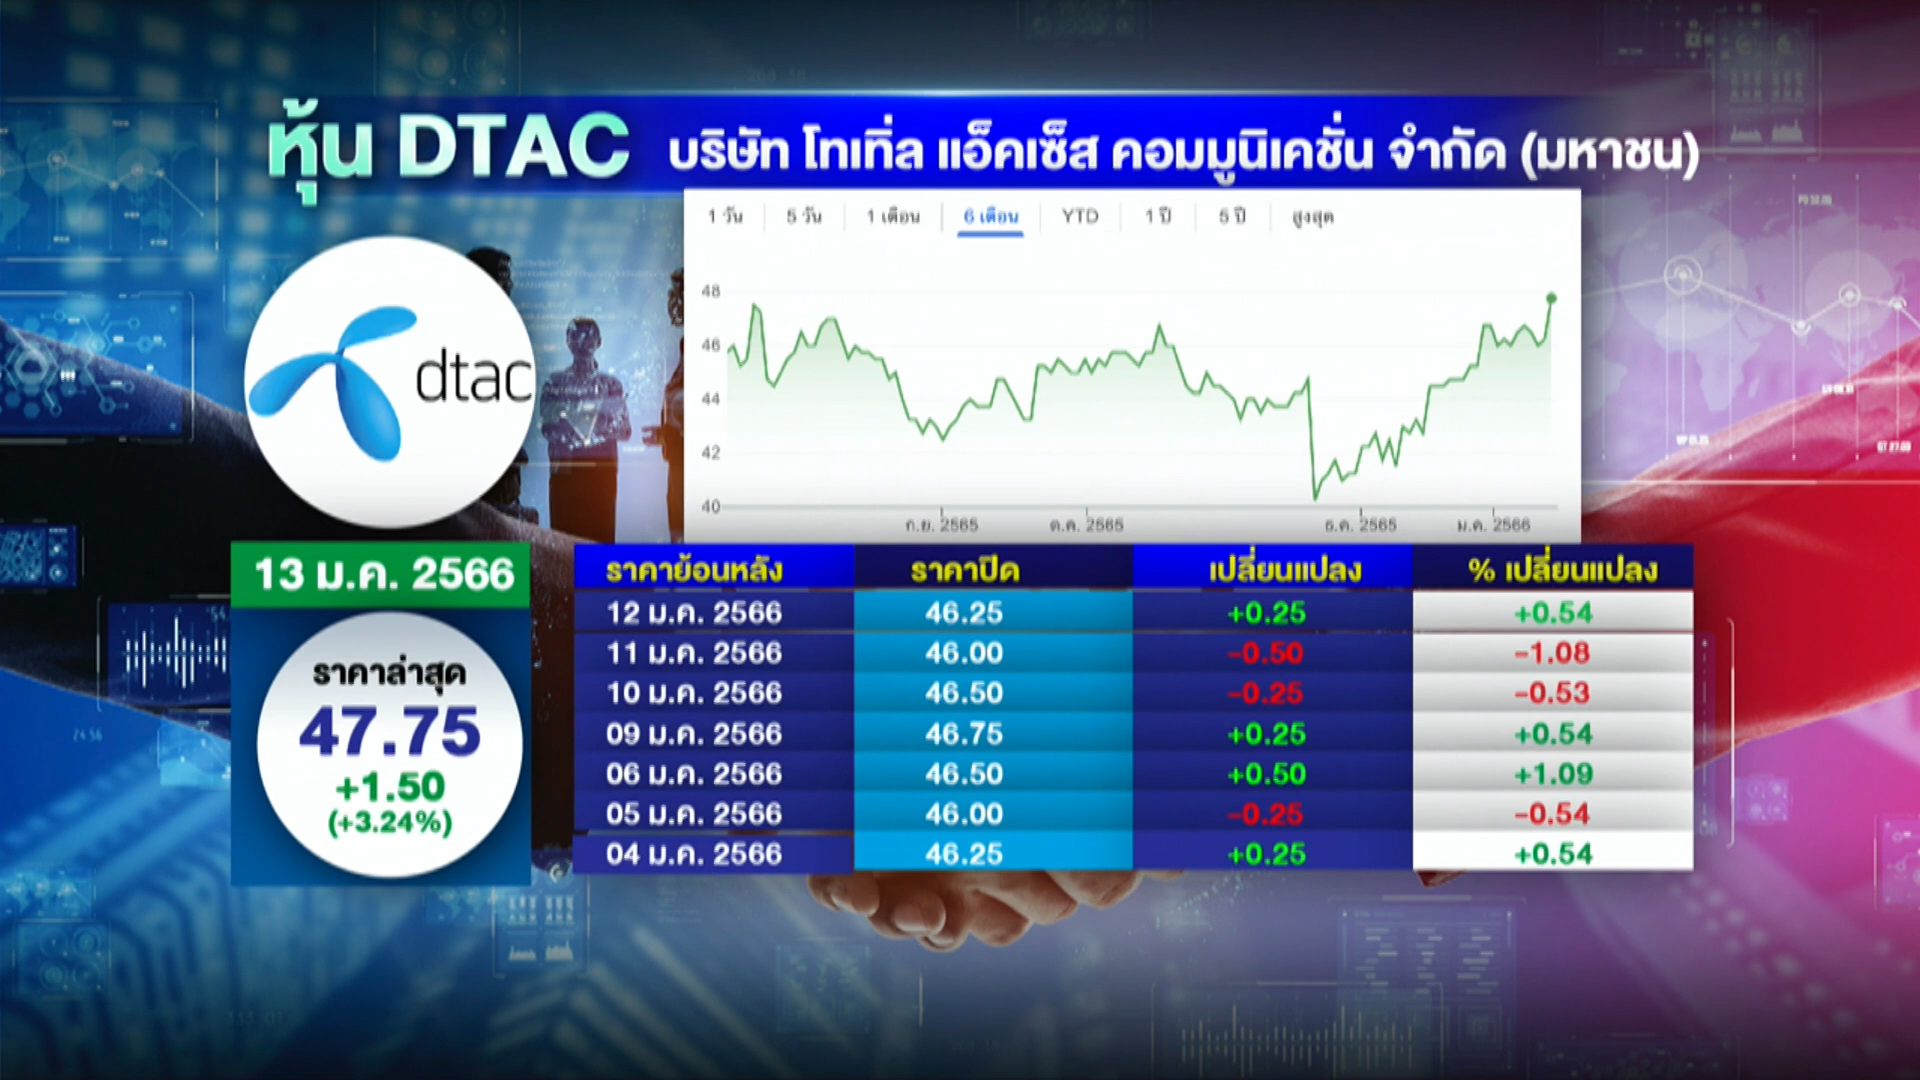 หุ้น DTAC บริษัท โทเทิ่ล แอ็คเซ็ส คอมมูนิเคชั่น จำกัด (มหาชน)
1 วัน 5 วัน 1 เดือน 6 เดือน YTD 1 ปี 5 ปี สูงสุด
48
46
44
42
40
ก.ย. 2565 ต.ค. 2565 ธ.ค. 2565 ม.ค. 2566
dtac
13 ม.ค. 2566
ราคาล่าสุด
47.75
+1.50
(+3.24%)
ราคาย้อนหลัง ราคาปิด เปลี่ยนแปลง % เปลี่ยนแปลง
12 ม.ค. 2566 46.25 +0.25 +0.54
11 ม.ค. 2566 46.00 -0.50 -1.08
10 ม.ค. 2566 46.50 -0.25 -0.53
09 ม.ค. 2566 46.75 +0.25 +0.54
06 ม.ค. 2566 46.50 +0.50 +1.09
05 ม.ค. 2566 46.00 -0.25 -0.54
04 ม.ค. 2566 46.25 +0.25 +0.54